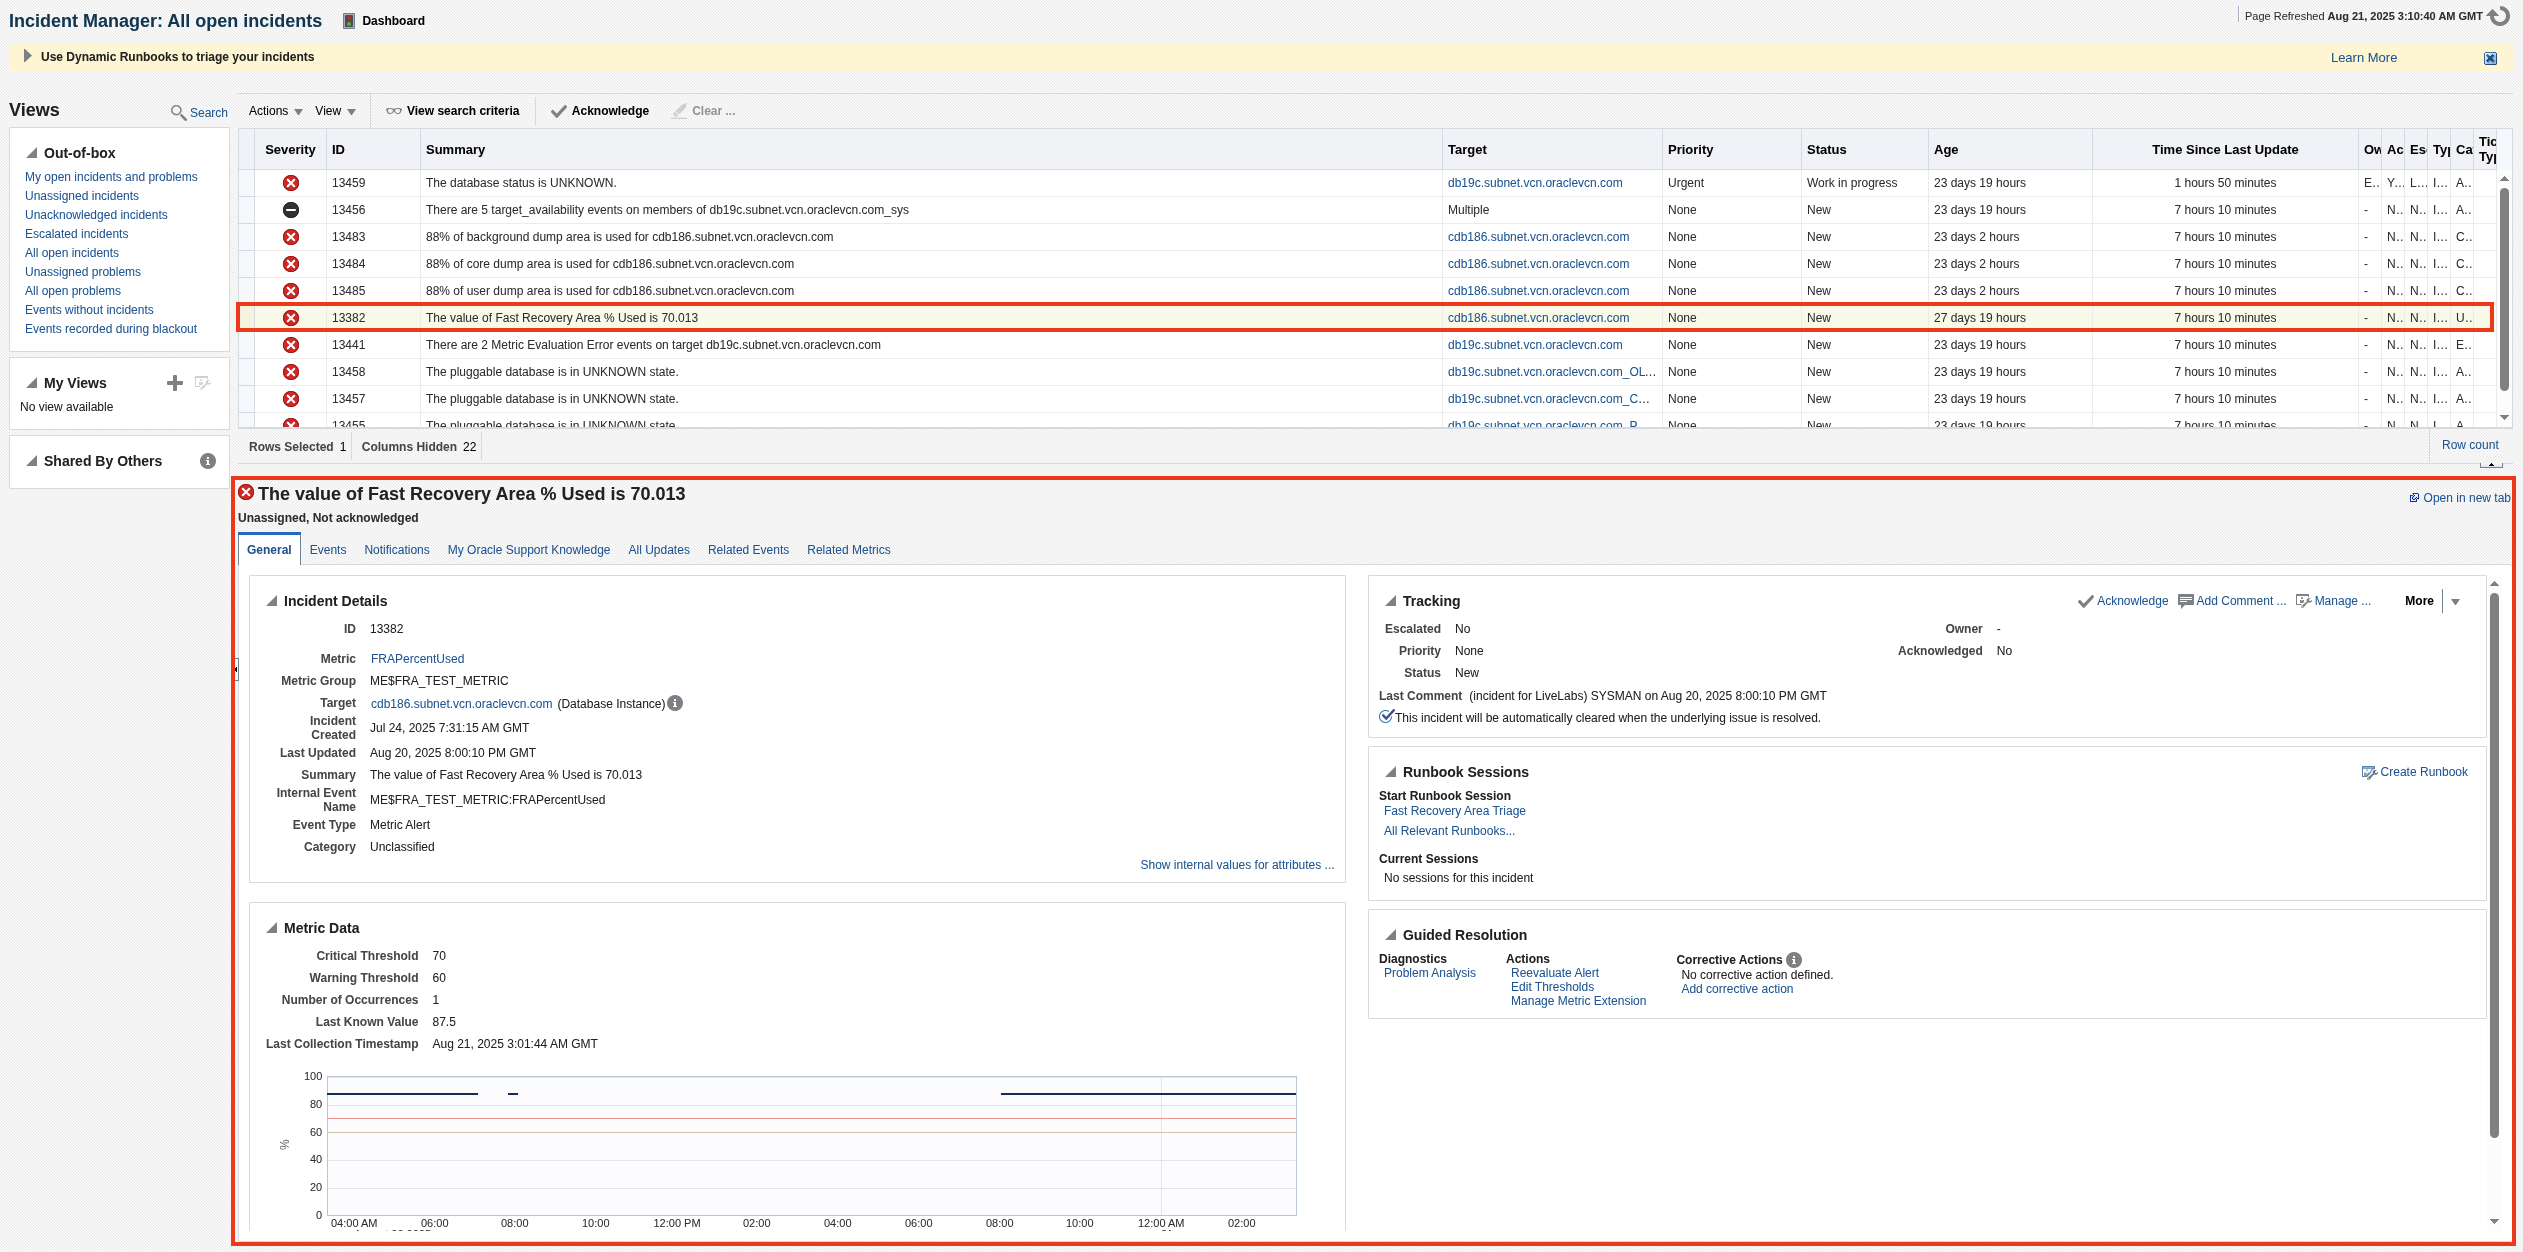 Incident Manager: All open incidents Dashboard
Page Refreshed Aug 21, 2025 3:10:40 AM GMT
Use Dynamic Runbooks to triage your incidents Learn More
Views Search
Out-of-box
My open incidents and problems
Unassigned incidents
Unacknowledged incidents
Escalated incidents
All open incidents
Unassigned problems
All open problems
Events without incidents
Events recorded during blackout
My Views
No view available
Shared By Others
Actions View View search criteria Acknowledge Clear ...
Severity ID Summary Target Priority Status Age Time Since Last Update Ow Ac Es Typ Ca Tic Typ
13459 The database status is UNKNOWN. db19c.subnet.vcn.oraclevcn.com Urgent Work in progress 23 days 19 hours 1 hours 50 minutes E.. Y... L... I... A..
13456 There are 5 target_availability events on members of db19c.subnet.vcn.oraclevcn.com_sys Multiple None New 23 days 19 hours 7 hours 10 minutes - N.. N.. I... A..
13483 88% of background dump area is used for cdb186.subnet.vcn.oraclevcn.com cdb186.subnet.vcn.oraclevcn.com None New 23 days 2 hours 7 hours 10 minutes - N.. N.. I... C..
13484 88% of core dump area is used for cdb186.subnet.vcn.oraclevcn.com cdb186.subnet.vcn.oraclevcn.com None New 23 days 2 hours 7 hours 10 minutes - N.. N.. I... C..
13485 88% of user dump area is used for cdb186.subnet.vcn.oraclevcn.com cdb186.subnet.vcn.oraclevcn.com None New 23 days 2 hours 7 hours 10 minutes - N.. N.. I... C..
13382 The value of Fast Recovery Area % Used is 70.013 cdb186.subnet.vcn.oraclevcn.com None New 27 days 19 hours 7 hours 10 minutes - N.. N.. I... U..
13441 There are 2 Metric Evaluation Error events on target db19c.subnet.vcn.oraclevcn.com db19c.subnet.vcn.oraclevcn.com None New 23 days 19 hours 7 hours 10 minutes - N.. N.. I... E..
13458 The pluggable database is in UNKNOWN state. db19c.subnet.vcn.oraclevcn.com_OL... None New 23 days 19 hours 7 hours 10 minutes - N.. N.. I... A..
13457 The pluggable database is in UNKNOWN state. db19c.subnet.vcn.oraclevcn.com_C... None New 23 days 19 hours 7 hours 10 minutes - N.. N.. I... A..
13455 The pluggable database is in UNKNOWN state. db19c.subnet.vcn.oraclevcn.com_P None New 23 days 19 hours 7 hours 10 minutes - N N I A
Rows Selected 1 Columns Hidden 22 Row count
The value of Fast Recovery Area % Used is 70.013 Open in new tab
Unassigned, Not acknowledged
General Events Notifications My Oracle Support Knowledge All Updates Related Events Related Metrics
Incident Details
ID 13382
Metric FRAPercentUsed
Metric Group ME$FRA_TEST_METRIC
Target cdb186.subnet.vcn.oraclevcn.com (Database Instance)
Incident Created Jul 24, 2025 7:31:15 AM GMT
Last Updated Aug 20, 2025 8:00:10 PM GMT
Summary The value of Fast Recovery Area % Used is 70.013
Internal Event Name ME$FRA_TEST_METRIC:FRAPercentUsed
Event Type Metric Alert
Category Unclassified
Show internal values for attributes ...
Metric Data
Critical Threshold 70
Warning Threshold 60
Number of Occurrences 1
Last Known Value 87.5
Last Collection Timestamp Aug 21, 2025 3:01:44 AM GMT
100
80
60
40
20
0
%
04:00 AM 06:00 08:00 10:00 12:00 PM 02:00 04:00 06:00 08:00 10:00 12:00 AM 02:00
Tracking Acknowledge Add Comment ... Manage ... More
Escalated No Owner -
Priority None Acknowledged No
Status New
Last Comment (incident for LiveLabs) SYSMAN on Aug 20, 2025 8:00:10 PM GMT
This incident will be automatically cleared when the underlying issue is resolved.
Runbook Sessions Create Runbook
Start Runbook Session
Fast Recovery Area Triage
All Relevant Runbooks...
Current Sessions
No sessions for this incident
Guided Resolution
Diagnostics Actions Corrective Actions
Problem Analysis Reevaluate Alert No corrective action defined.
Edit Thresholds Add corrective action
Manage Metric Extension